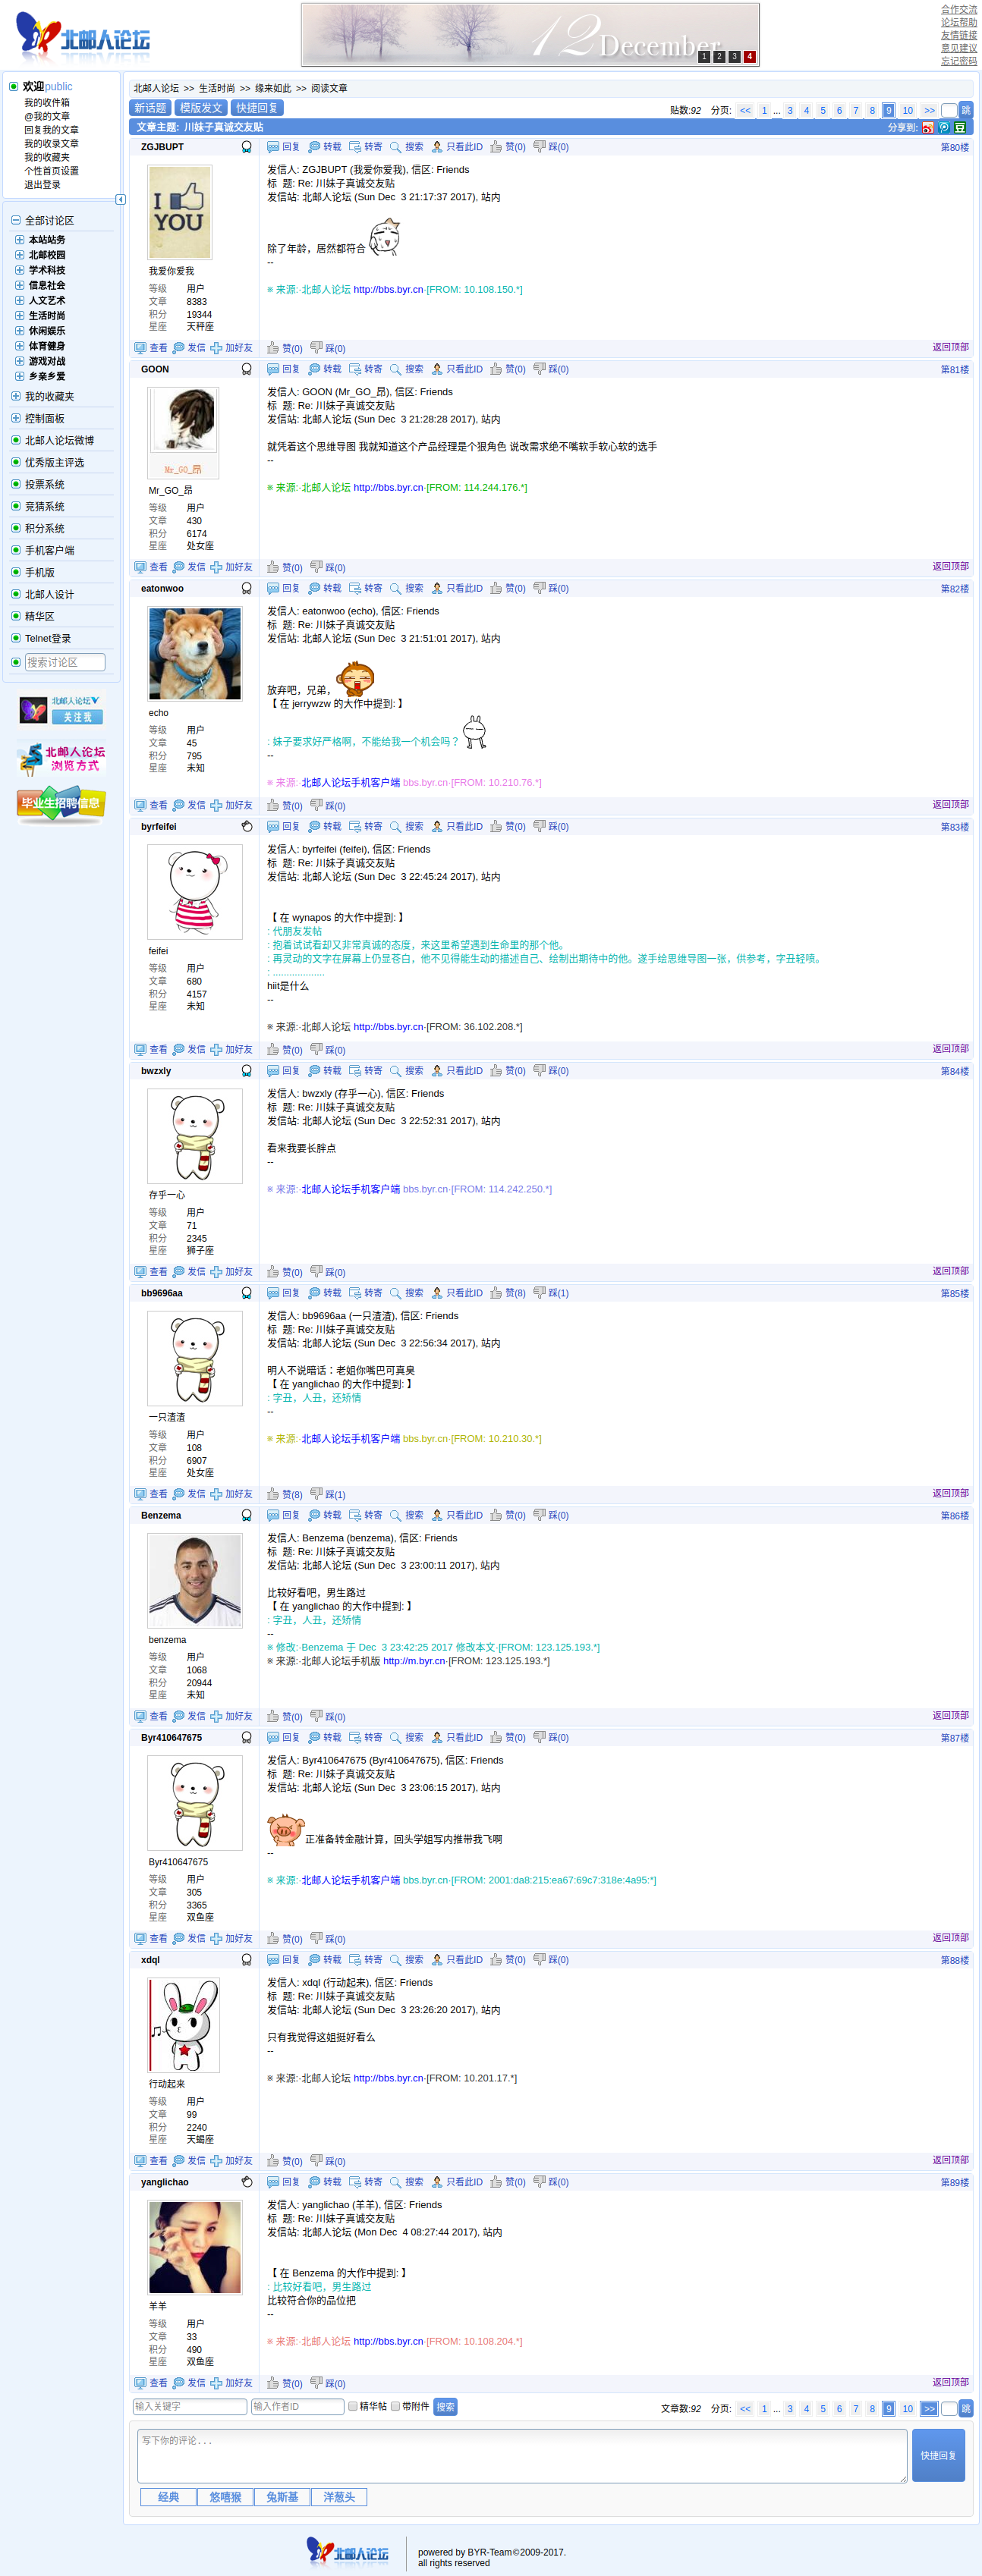 北邮人论坛
12 December
1 2 3 4
合作交流
论坛帮助
友情链接
意见建议
忘记密码
欢迎public
我的收件箱
@我的文章
回复我的文章
我的收录文章
我的收藏夹
个性首页设置
退出登录
全部讨论区
本站站务
北邮校园
学术科技
信息社会
人文艺术
生活时尚
休闲娱乐
体育健身
游戏对战
乡亲乡爱
我的收藏夹
控制面板
北邮人论坛微博
优秀版主评选
投票系统
竞猜系统
积分系统
手机客户端
手机版
北邮人设计
精华区
Telnet登录
搜索讨论区
北邮人论坛
关注我
北邮人论坛
浏览方式
毕业生招聘信息
北邮人论坛 >> 生活时尚 >> 缘来如此 >> 阅读文章
新话题 模版发文 快捷回复
贴数:92 分页: << 1 ... 3 4 5 6 7 8 9 10 >> 跳
文章主题: 川妹子真诚交友贴
分享到:
ZGJBUPT
回复 转载 转寄 搜索 只看此ID 赞(0) 踩(0) 第80楼
I YOU
我爱你爱我
等级 用户
文章 8383
积分 19344
星座 天秤座
发信人: ZGJBUPT (我爱你爱我), 信区: Friends
标 题: Re: 川妹子真诚交友贴
发信站: 北邮人论坛 (Sun Dec 3 21:17:37 2017), 站内
除了年龄，居然都符合
--
※ 来源:·北邮人论坛 http://bbs.byr.cn·[FROM: 10.108.150.*]
查看 发信 加好友 赞(0) 踩(0) 返回顶部
GOON
回复 转载 转寄 搜索 只看此ID 赞(0) 踩(0) 第81楼
Mr_GO_昂
Mr_GO_昂
等级 用户
文章 430
积分 6174
星座 处女座
发信人: GOON (Mr_GO_昂), 信区: Friends
标 题: Re: 川妹子真诚交友贴
发信站: 北邮人论坛 (Sun Dec 3 21:28:28 2017), 站内
就凭着这个思维导图 我就知道这个产品经理是个狠角色 说改需求绝不嘴软手软心软的选手
--
※ 来源:·北邮人论坛 http://bbs.byr.cn·[FROM: 114.244.176.*]
查看 发信 加好友 赞(0) 踩(0) 返回顶部
eatonwoo
回复 转载 转寄 搜索 只看此ID 赞(0) 踩(0) 第82楼
echo
等级 用户
文章 45
积分 795
星座 未知
发信人: eatonwoo (echo), 信区: Friends
标 题: Re: 川妹子真诚交友贴
发信站: 北邮人论坛 (Sun Dec 3 21:51:01 2017), 站内
放弃吧，兄弟，
【 在 jerrywzw 的大作中提到: 】
: 妹子要求好严格啊，不能给我一个机会吗？
--
※ 来源:·北邮人论坛手机客户端 bbs.byr.cn·[FROM: 10.210.76.*]
查看 发信 加好友 赞(0) 踩(0) 返回顶部
byrfeifei
回复 转载 转寄 搜索 只看此ID 赞(0) 踩(0) 第83楼
feifei
等级 用户
文章 680
积分 4157
星座 未知
发信人: byrfeifei (feifei), 信区: Friends
标 题: Re: 川妹子真诚交友贴
发信站: 北邮人论坛 (Sun Dec 3 22:45:24 2017), 站内
【 在 wynapos 的大作中提到: 】
: 代朋友发帖
: 抱着试试看却又非常真诚的态度，来这里希望遇到生命里的那个他。
: 再灵动的文字在屏幕上仍显苍白，他不见得能生动的描述自己、绘制出期待中的他。遂手绘思维导图一张，供参考，字丑轻喷。
: ...................
hiit是什么
--
※ 来源:·北邮人论坛 http://bbs.byr.cn·[FROM: 36.102.208.*]
查看 发信 加好友 赞(0) 踩(0) 返回顶部
bwzxly
回复 转载 转寄 搜索 只看此ID 赞(0) 踩(0) 第84楼
存乎一心
等级 用户
文章 71
积分 2345
星座 狮子座
发信人: bwzxly (存乎一心), 信区: Friends
标 题: Re: 川妹子真诚交友贴
发信站: 北邮人论坛 (Sun Dec 3 22:52:31 2017), 站内
看来我要长胖点
--
※ 来源:·北邮人论坛手机客户端 bbs.byr.cn·[FROM: 114.242.250.*]
查看 发信 加好友 赞(0) 踩(0) 返回顶部
bb9696aa
回复 转载 转寄 搜索 只看此ID 赞(8) 踩(1) 第85楼
一只渣渣
等级 用户
文章 108
积分 6907
星座 处女座
发信人: bb9696aa (一只渣渣), 信区: Friends
标 题: Re: 川妹子真诚交友贴
发信站: 北邮人论坛 (Sun Dec 3 22:56:34 2017), 站内
明人不说暗话：老姐你嘴巴可真臭
【 在 yanglichao 的大作中提到: 】
: 字丑，人丑，还矫情
--
※ 来源:·北邮人论坛手机客户端 bbs.byr.cn·[FROM: 10.210.30.*]
查看 发信 加好友 赞(8) 踩(1) 返回顶部
Benzema
回复 转载 转寄 搜索 只看此ID 赞(0) 踩(0) 第86楼
benzema
等级 用户
文章 1068
积分 20944
星座 未知
发信人: Benzema (benzema), 信区: Friends
标 题: Re: 川妹子真诚交友贴
发信站: 北邮人论坛 (Sun Dec 3 23:00:11 2017), 站内
比较好看吧，男生路过
【 在 yanglichao 的大作中提到: 】
: 字丑，人丑，还矫情
--
※ 修改:·Benzema 于 Dec 3 23:42:25 2017 修改本文·[FROM: 123.125.193.*]
※ 来源:·北邮人论坛手机版 http://m.byr.cn·[FROM: 123.125.193.*]
查看 发信 加好友 赞(0) 踩(0) 返回顶部
Byr410647675
回复 转载 转寄 搜索 只看此ID 赞(0) 踩(0) 第87楼
Byr410647675
等级 用户
文章 305
积分 3365
星座 双鱼座
发信人: Byr410647675 (Byr410647675), 信区: Friends
标 题: Re: 川妹子真诚交友贴
发信站: 北邮人论坛 (Sun Dec 3 23:06:15 2017), 站内
正准备转金融计算，回头学姐写内推带我飞啊
--
※ 来源:·北邮人论坛手机客户端 bbs.byr.cn·[FROM: 2001:da8:215:ea67:69c7:318e:4a95:*]
查看 发信 加好友 赞(0) 踩(0) 返回顶部
xdql
回复 转载 转寄 搜索 只看此ID 赞(0) 踩(0) 第88楼
行动起来
等级 用户
文章 99
积分 2240
星座 天蝎座
发信人: xdql (行动起来), 信区: Friends
标 题: Re: 川妹子真诚交友贴
发信站: 北邮人论坛 (Sun Dec 3 23:26:20 2017), 站内
只有我觉得这姐挺好看么
--
※ 来源:·北邮人论坛 http://bbs.byr.cn·[FROM: 10.201.17.*]
查看 发信 加好友 赞(0) 踩(0) 返回顶部
yanglichao
回复 转载 转寄 搜索 只看此ID 赞(0) 踩(0) 第89楼
羊羊
等级 用户
文章 33
积分 490
星座 双鱼座
发信人: yanglichao (羊羊), 信区: Friends
标 题: Re: 川妹子真诚交友贴
发信站: 北邮人论坛 (Mon Dec 4 08:27:44 2017), 站内
【 在 Benzema 的大作中提到: 】
: 比较好看吧，男生路过
比较符合你的品位把
--
※ 来源:·北邮人论坛 http://bbs.byr.cn·[FROM: 10.108.204.*]
查看 发信 加好友 赞(0) 踩(0) 返回顶部
输入关键字 输入作者ID 精华帖 带附件 搜索
文章数:92 分页: << 1 ... 3 4 5 6 7 8 9 10 >> 跳
写下你的评论...
快捷回复
经典 悠嘻猴 兔斯基 洋葱头
北邮人论坛
powered by BYR-Team©2009-2017.
all rights reserved